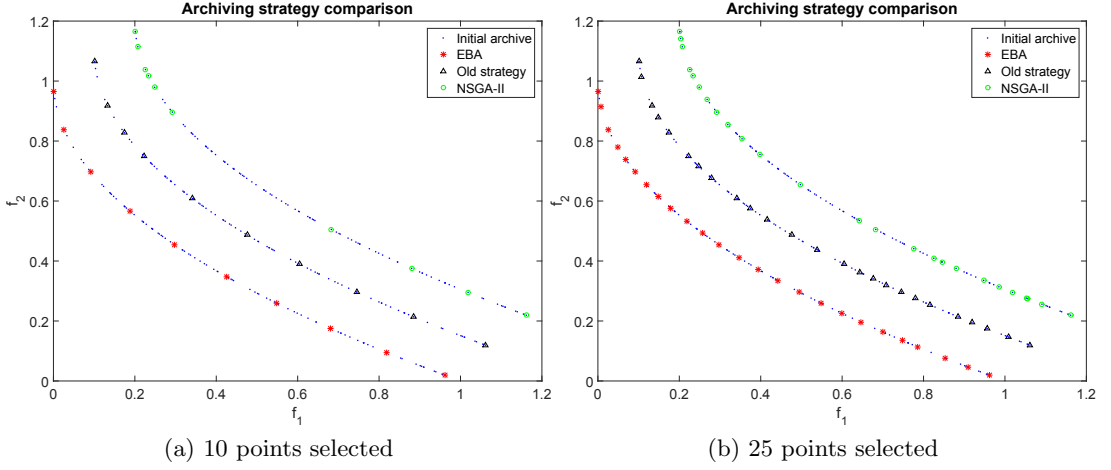 Archiving strategy comparison
1.2
1
0.8
0.6
0.4
0.2
0
f2
0
0.2
0.4
0.6
0.8
1
1.2
f1
Initial archive
EBA
Old strategy
NSGA-II
(a) 10 points selected
Archiving strategy comparison
1.2
1
0.8
0.6
0.4
0.2
0
f2
0
0.2
0.4
0.6
0.8
1
1.2
f1
Initial archive
EBA
Old strategy
NSGA-II
(b) 25 points selected